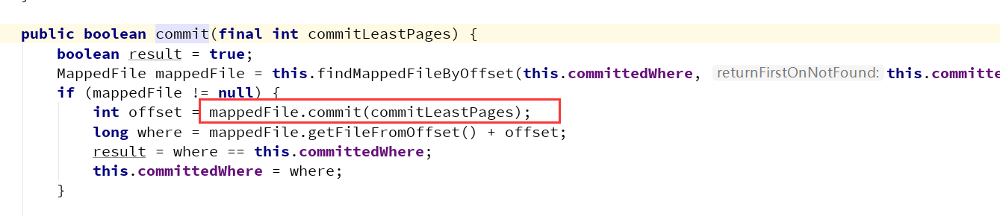 public boolean commit(final int commitLeastPages) {
boolean result = true;
MappedFile mappedFile = this.findMappedFileByOffset(this.committedWhere, returnFirstOnNotFound: this.committe
if (mappedFile != null) {
int offset = mappedFile.commit(commitLeastPages);
long where = mappedFile.getFileFromOffset() + offset;
result = where == this.committedWhere;
this.committedWhere = where;
}